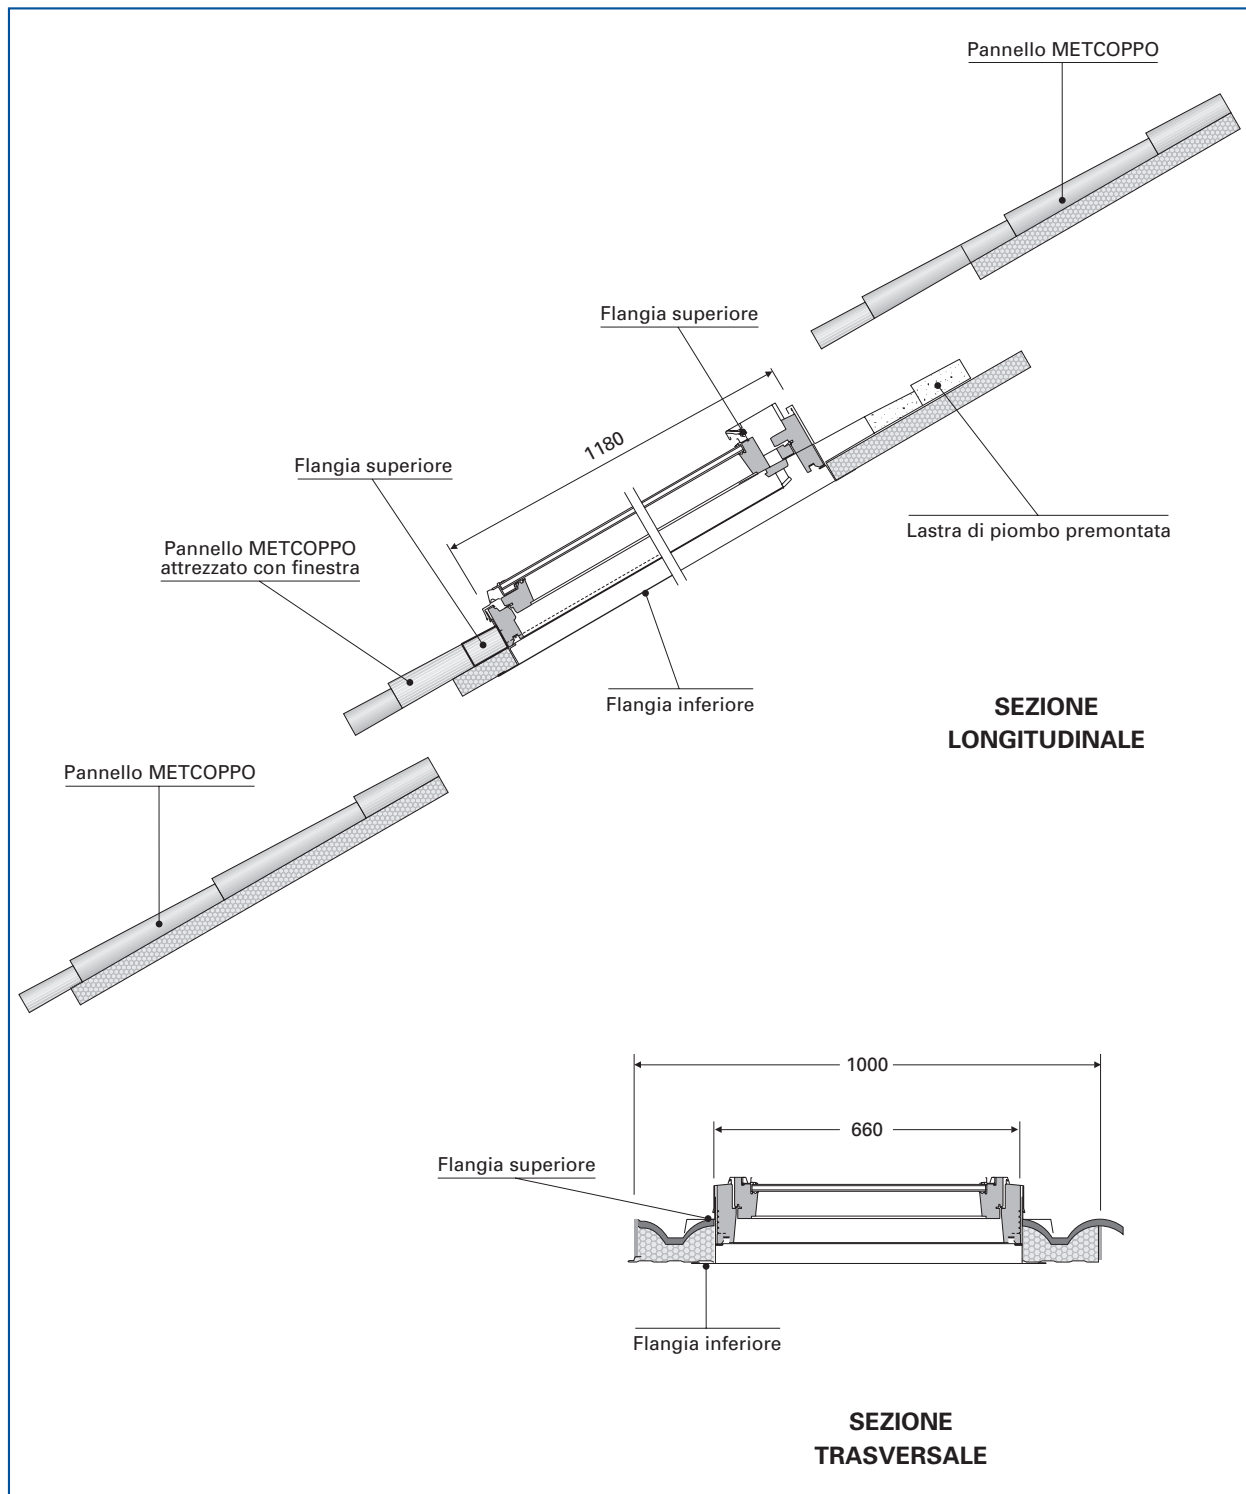 Pannello METCOPPO
Flangia superiore
1180
Flangia superiore
Lastra di piombo premontata
Pannello METCOPPO
attrezzato con finestra
Flangia inferiore
SEZIONE
LONGITUDINALE
Pannello METCOPPO
1000
660
Flangia superiore
Flangia inferiore
SEZIONE
TRASVERSALE